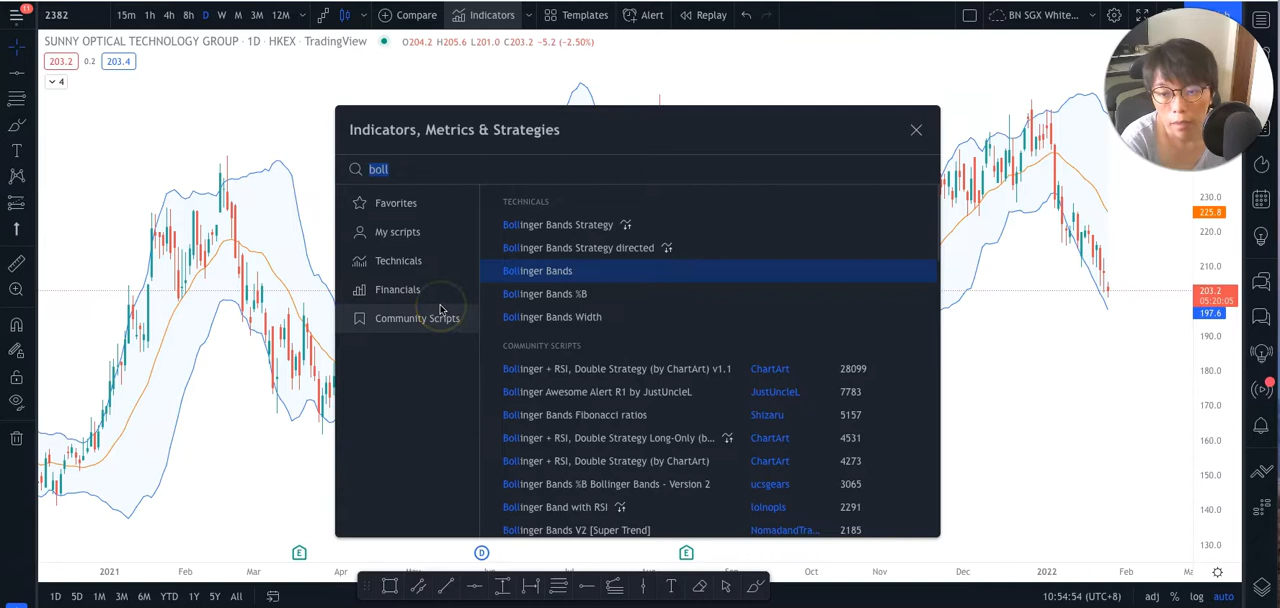 11
2382
15m 1h 4h 8h D W M 3M 12M
Compare
Indicators
Templates
Alert
Replay
BN SGX White...
SUNNY OPTICAL TECHNOLOGY GROUP · 1D · HKEX · TradingView
O204.2 H205.6 L201.0 C203.2 -5.2 (-2.50%)
203.2 0.2 203.4
4
Indicators, Metrics & Strategies
boll
Favorites
My scripts
Technicals
Financials
Community Scripts
TECHNICALS
Bollinger Bands Strategy
Bollinger Bands Strategy directed
Bollinger Bands
Bollinger Bands %B
Bollinger Bands Width
COMMUNITY SCRIPTS
Bollinger + RSI, Double Strategy (by ChartArt) v1.1 ChartArt 28099
Bollinger Awesome Alert R1 by JustUncleL JustUncleL 7783
Bollinger Bands Fibonacci ratios Shizaru 5157
Bollinger + RSI, Double Strategy Long-Only (b... ChartArt 4531
Bollinger + RSI, Double Strategy (by ChartArt) ChartArt 4273
Bollinger Bands %B Bollinger Bands - Version 2 ucsgears 3065
Bollinger Band with RSI lolnopls 2291
Bollinger Bands V2 [Super Trend] NomadandTra... 2185
230.0
225.8
220.0
210.0
203.2
05:20:05
197.6
190.0
180.0
170.0
160.0
150.0
140.0
130.0
E D E
2021 Feb Mar Apr Oct Nov Dec 2022 Feb
1D 5D 1M 3M 6M YTD 1Y 5Y All
10:54:54 (UTC+8) adj % log auto